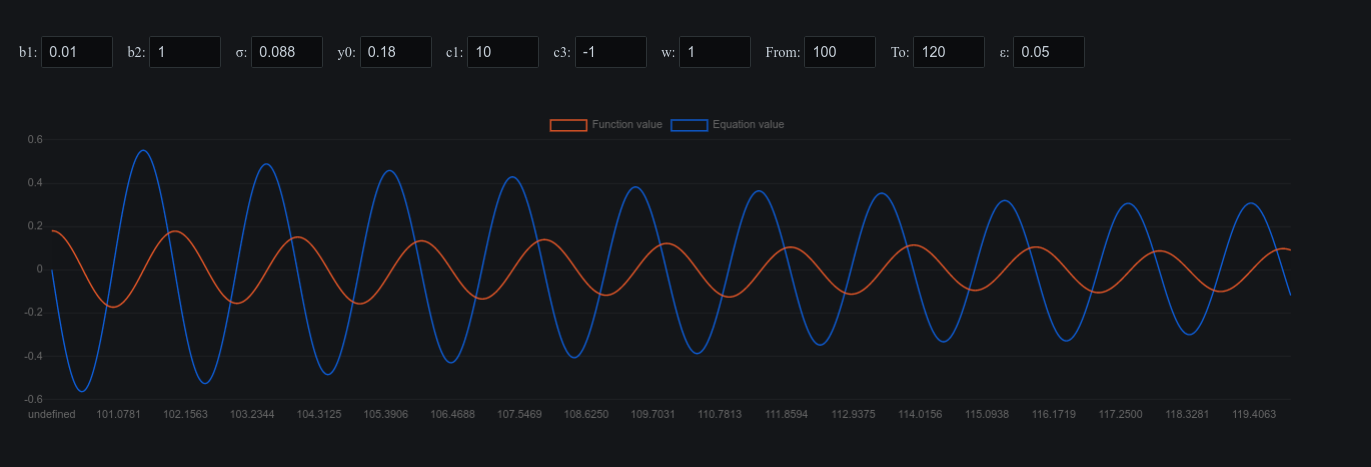 b1: 0.01 b2: 1 σ: 0.088 y0: 0.18 c1: 10 c3: -1 w: 1 From: 100 To: 120 ε: 0.05
Function value Equation value
0.6
0.4
0.2
0
-0.2
-0.4
-0.6
undefined 101.0781 102.1563 103.2344 104.3125 105.3906 106.4688 107.5469 108.6250 109.7031 110.7813 111.8594 112.9375 114.0156 115.0938 116.1719 117.2500 118.3281 119.4063